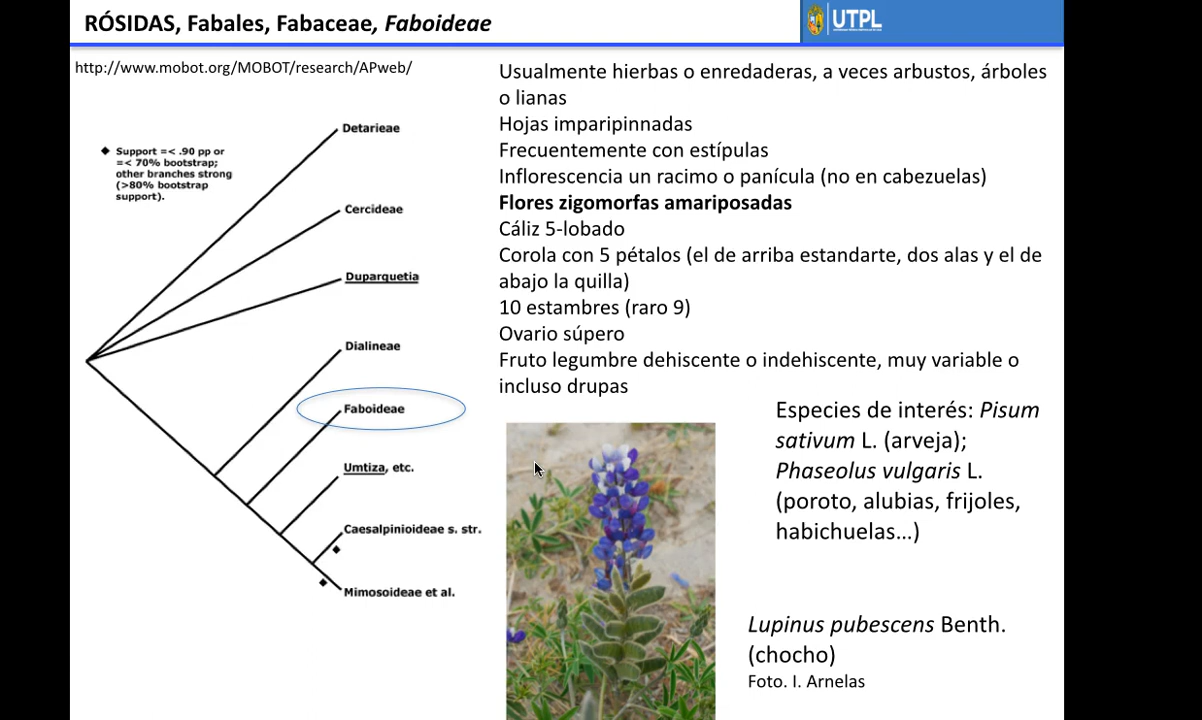 RÓSIDAS, Fabales, Fabaceae, Faboideae
UTPL
http://www.mobot.org/MOBOT/research/APweb/
Detarieae
Support =< .90 pp or
=< 70% bootstrap;
other branches strong
(>80% bootstrap
support).
Cercideae
Duparquetia
Dialineae
Faboideae
Umtiza, etc.
Caesalpinioideae s. str.
Mimosoideae et al.
Usualmente hierbas o enredaderas, a veces arbustos, árboles
o lianas
Hojas imparipinnadas
Frecuentemente con estípulas
Inflorescencia un racimo o panícula (no en cabezuelas)
Flores zigomorfas amariposadas
Cáliz 5-lobado
Corola con 5 pétalos (el de arriba estandarte, dos alas y el de
abajo la quilla)
10 estambres (raro 9)
Ovario súpero
Fruto legumbre dehiscente o indehiscente, muy variable o
incluso drupas
Especies de interés: Pisum
sativum L. (arveja);
Phaseolus vulgaris L.
(poroto, alubias, frijoles,
habichuelas...)
Lupinus pubescens Benth.
(chocho)
Foto. I. Arnelas